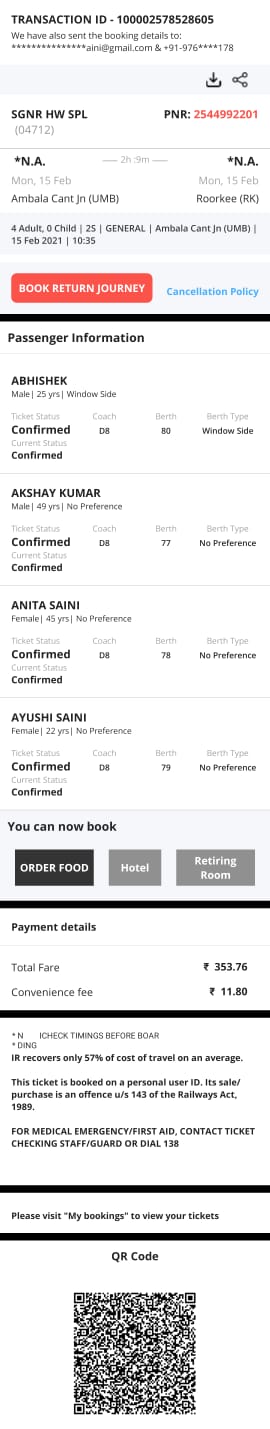 TRANSACTION ID - 100002578528605
We have also sent the booking details to:
***************aini@gmail.com & +91-976****178
SGNR HW SPL PNR: 2544992201
(04712)
*N.A. 2h :9m *N.A.
Mon, 15 Feb Mon, 15 Feb
Ambala Cant Jn (UMB) Roorkee (RK)
4 Adult, 0 Child | 2S | GENERAL | Ambala Cant Jn (UMB) |
15 Feb 2021 | 10:35
BOOK RETURN JOURNEY Cancellation Policy
Passenger Information
ABHISHEK
Male| 25 yrs| Window Side
Ticket Status Coach Berth Berth Type
Confirmed D8 80 Window Side
Current Status
Confirmed
AKSHAY KUMAR
Male| 49 yrs| No Preference
Ticket Status Coach Berth Berth Type
Confirmed D8 77 No Preference
Current Status
Confirmed
ANITA SAINI
Female| 45 yrs| No Preference
Ticket Status Coach Berth Berth Type
Confirmed D8 78 No Preference
Current Status
Confirmed
AYUSHI SAINI
Female| 22 yrs| No Preference
Ticket Status Coach Berth Berth Type
Confirmed D8 79 No Preference
Current Status
Confirmed
You can now book
ORDER FOOD Hotel Retiring Room
Payment details
Total Fare ₹ 353.76
Convenience fee ₹ 11.80
* N ICHECK TIMINGS BEFORE BOAR
* DING
IR recovers only 57% of cost of travel on an average.
This ticket is booked on a personal user ID. Its sale/
purchase is an offence u/s 143 of the Railways Act,
1989.
FOR MEDICAL EMERGENCY/FIRST AID, CONTACT TICKET
CHECKING STAFF/GUARD OR DIAL 138
Please visit "My bookings" to view your tickets
QR Code